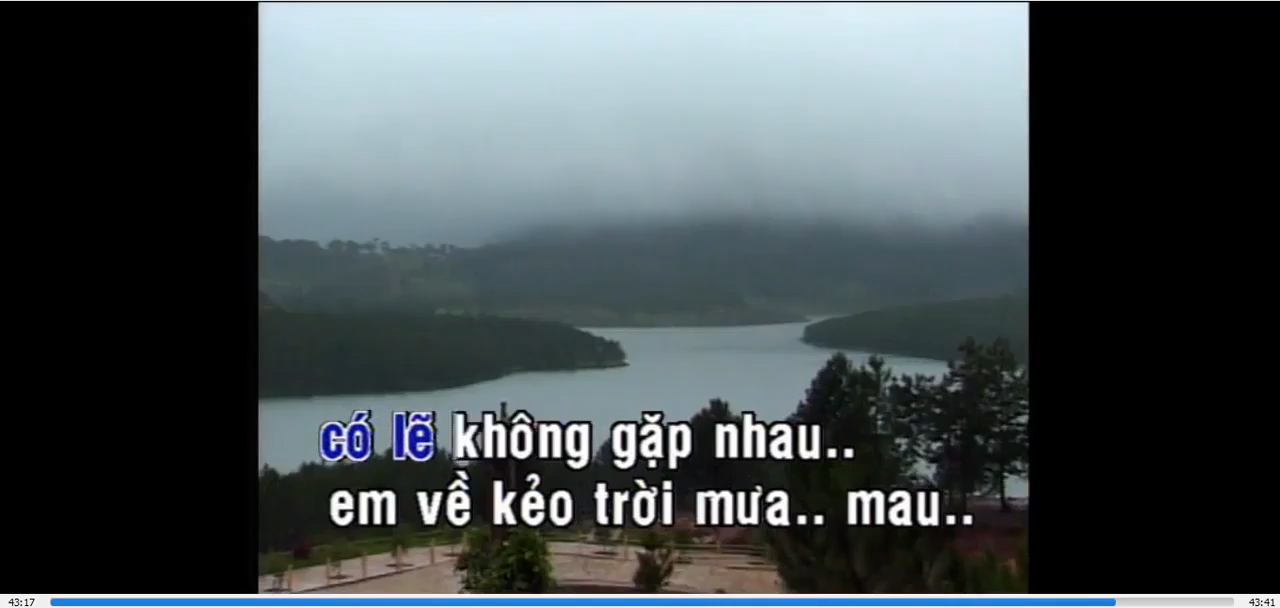 có lẽ không gặp nhau..
em về kẻo trời mưa.. mau..
43:17
43:41